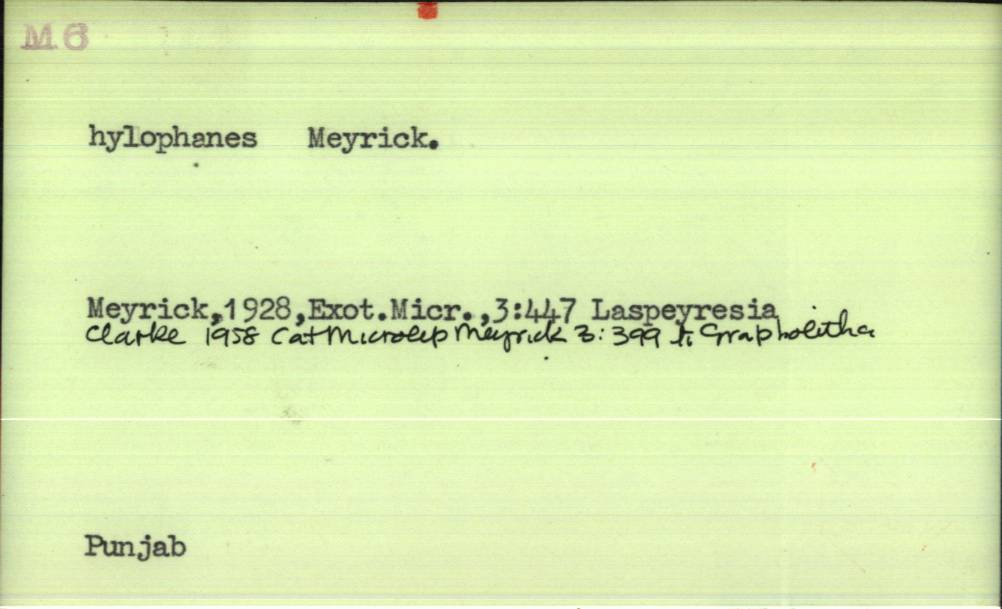 M6
hylophanes Meyrick.
Meyrick,1928,Exot.Micr.,3:447 Laspeyresia
Clarke 1958 Cat Microlep Meyrick 3: 399 to Grapholitha
Punjab